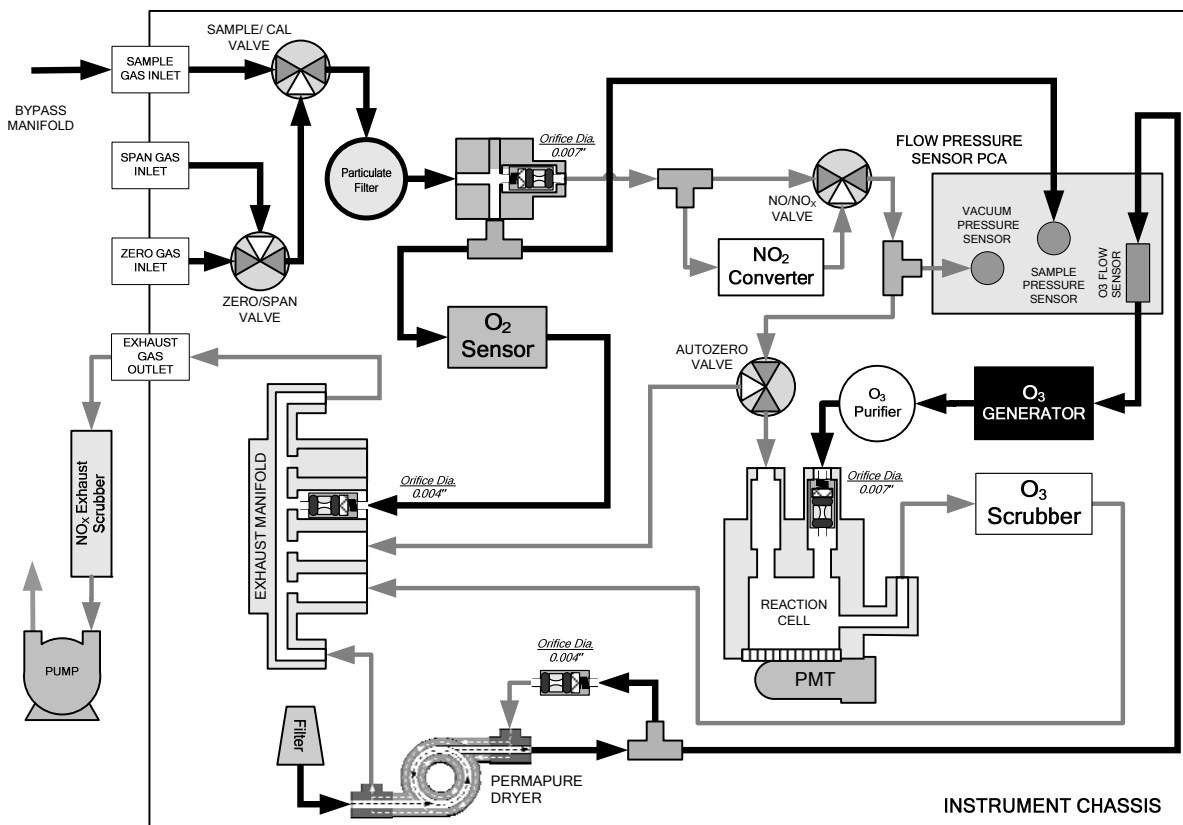 SAMPLE/ CAL
VALVE
SAMPLE
GAS INLET
BYPASS
MANIFOLD
SPAN GAS
INLET
ZERO GAS
INLET
ZERO/SPAN
VALVE
EXHAUST
GAS
OUTLET
Particulate
Filter
Orifice Dia.
0.007"
NO/NOx
VALVE
NO2
Converter
FLOW PRESSURE
SENSOR PCA
VACUUM
PRESSURE
SENSOR
SAMPLE
PRESSURE
SENSOR
O3 FLOW
SENSOR
O2
Sensor
AUTOZERO
VALVE
O3
Purifier
O3
GENERATOR
NOx Exhaust
Scrubber
EXHAUST MANIFOLD
Orifice Dia.
0.004"
Orifice Dia.
0.007"
O3
Scrubber
REACTION
CELL
PMT
PUMP
Orifice Dia.
0.004"
Filter
PERMAPURE
DRYER
INSTRUMENT CHASSIS